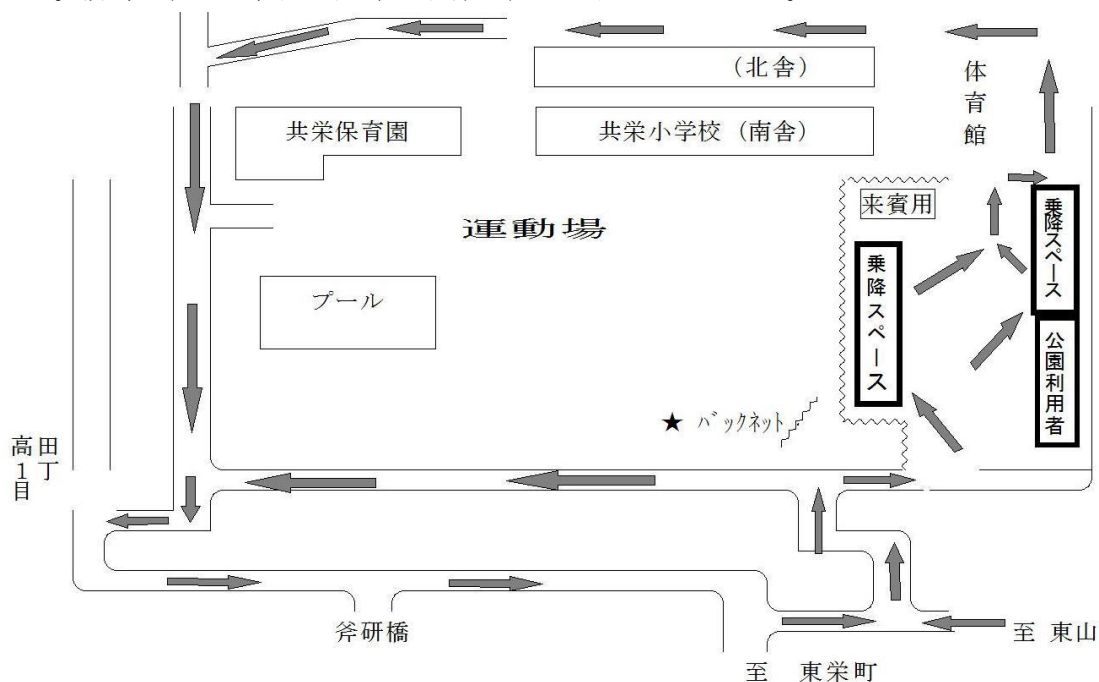 (北舎)
体育館
共栄保育園
共栄小学校 (南舎)
来賓用
乗降スペース
運動場
乗降スペース
プール
公園利用者
★ バックネット
高田
1丁
目
斧研橋
至 東山
至 東栄町